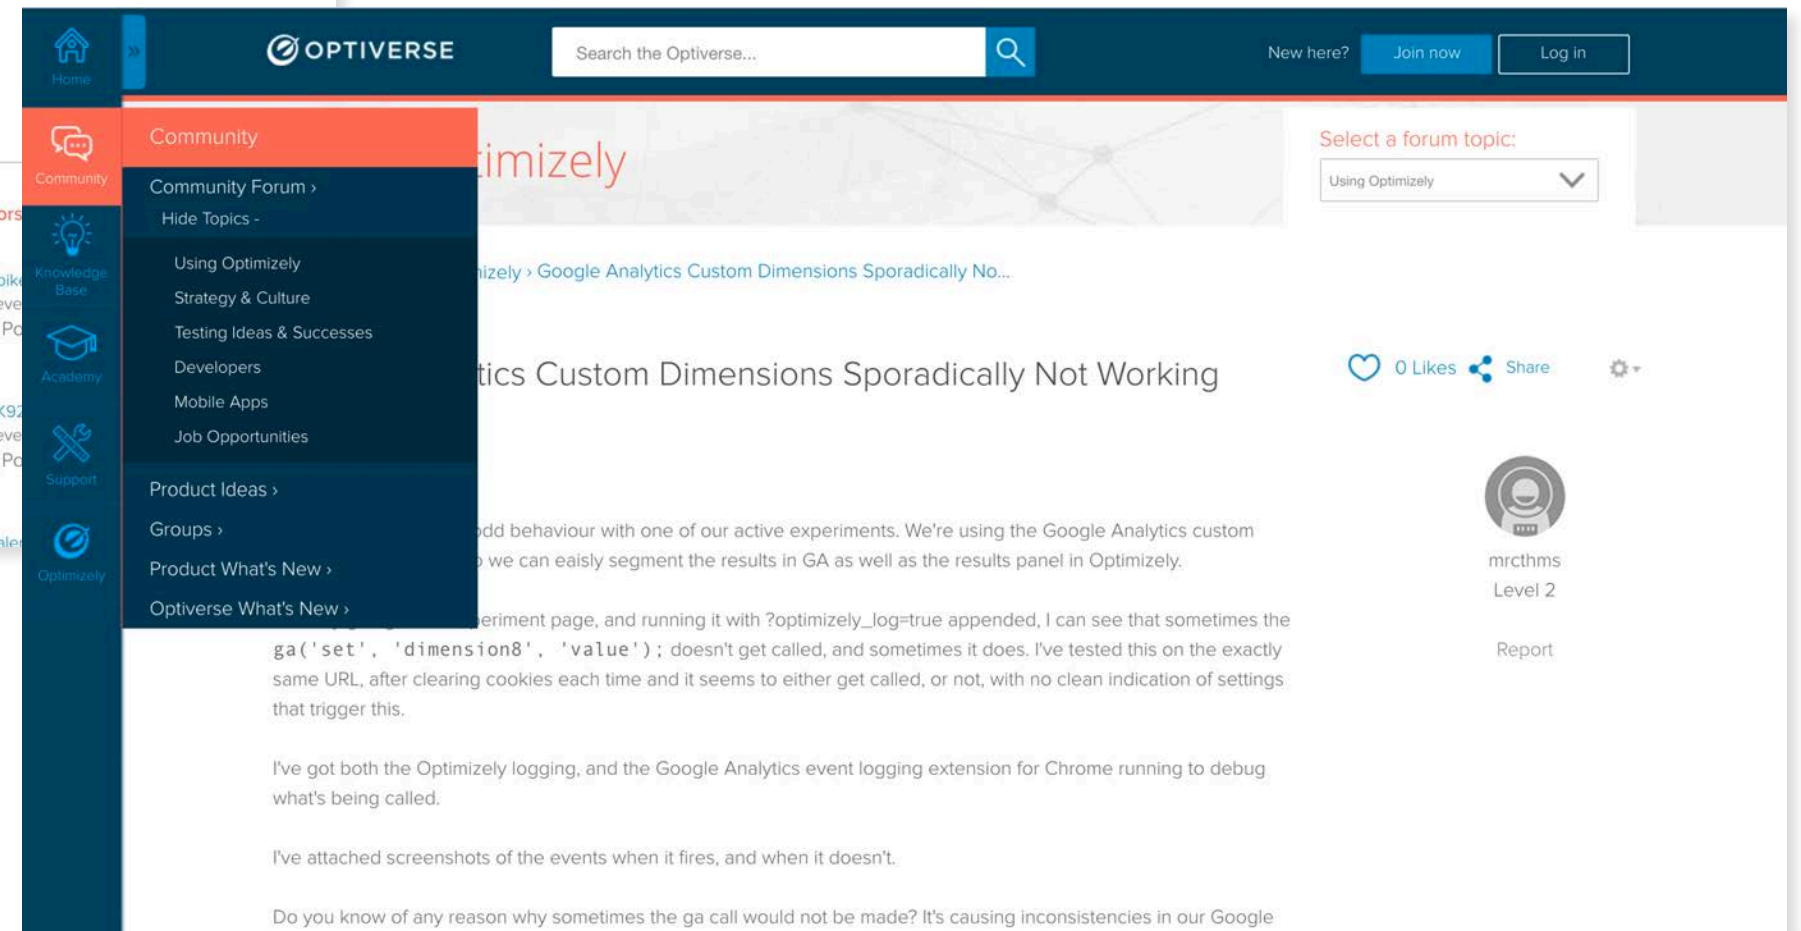 Home
»
OPTIVERSE
Search the Optiverse...
New here?
Join now
Log in
Community
Knowledge
Base
Academy
Support
Optimizely
Community
Community Forum ›
Hide Topics -
Using Optimizely
Strategy & Culture
Testing Ideas & Successes
Developers
Mobile Apps
Job Opportunities
Product Ideas ›
Groups ›
Product What's New ›
Optiverse What's New ›
timizely
Select a forum topic:
Using Optimizely
nizely › Google Analytics Custom Dimensions Sporadically No...
tics Custom Dimensions Sporadically Not Working
0 Likes
Share
odd behaviour with one of our active experiments. We're using the Google Analytics custom
we can eaisly segment the results in GA as well as the results panel in Optimizely.
eriment page, and running it with ?optimizely_log=true appended, I can see that sometimes the
ga('set', 'dimension8', 'value'); doesn't get called, and sometimes it does. I've tested this on the exactly
same URL, after clearing cookies each time and it seems to either get called, or not, with no clean indication of settings
that trigger this.
I've got both the Optimizely logging, and the Google Analytics event logging extension for Chrome running to debug
what's being called.
I've attached screenshots of the events when it fires, and when it doesn't.
Do you know of any reason why sometimes the ga call would not be made? It's causing inconsistencies in our Google
mrcthms
Level 2
Report